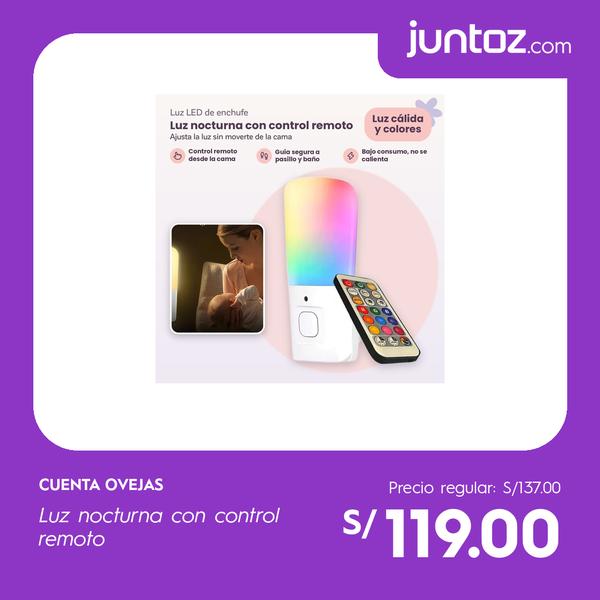 juntoz.com
Luz LED de enchufe
Luz nocturna con control remoto
Ajusta la luz sin moverte de la cama
Luz cálida
y colores
Control remoto
desde la cama
Guía segura a
pasillo y baño
Bajo consumo, no se
calienta
CUENTA OVEJAS
Luz nocturna con control
remoto
Precio regular: S/137.00
S/119.00